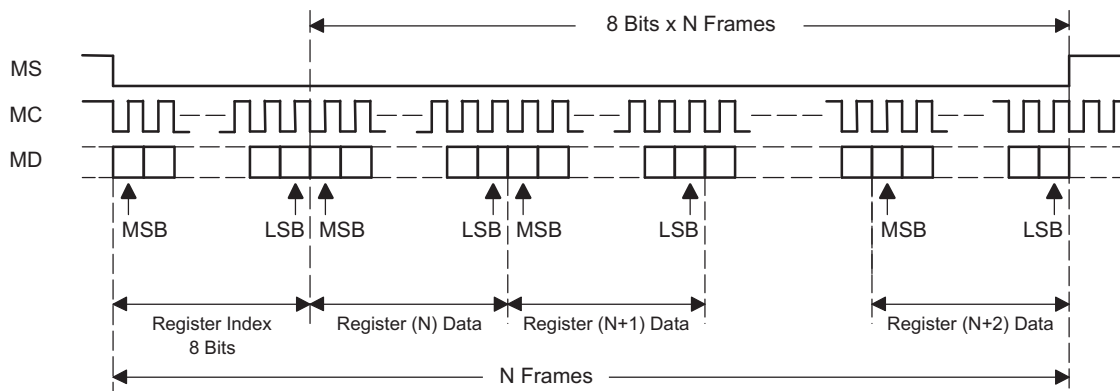 8 Bits x N Frames
MS
MC
MD
MSB LSB MSB LSB MSB LSB MSB LSB
Register Index Register (N) Data Register (N+1) Data Register (N+2) Data
8 Bits
N Frames